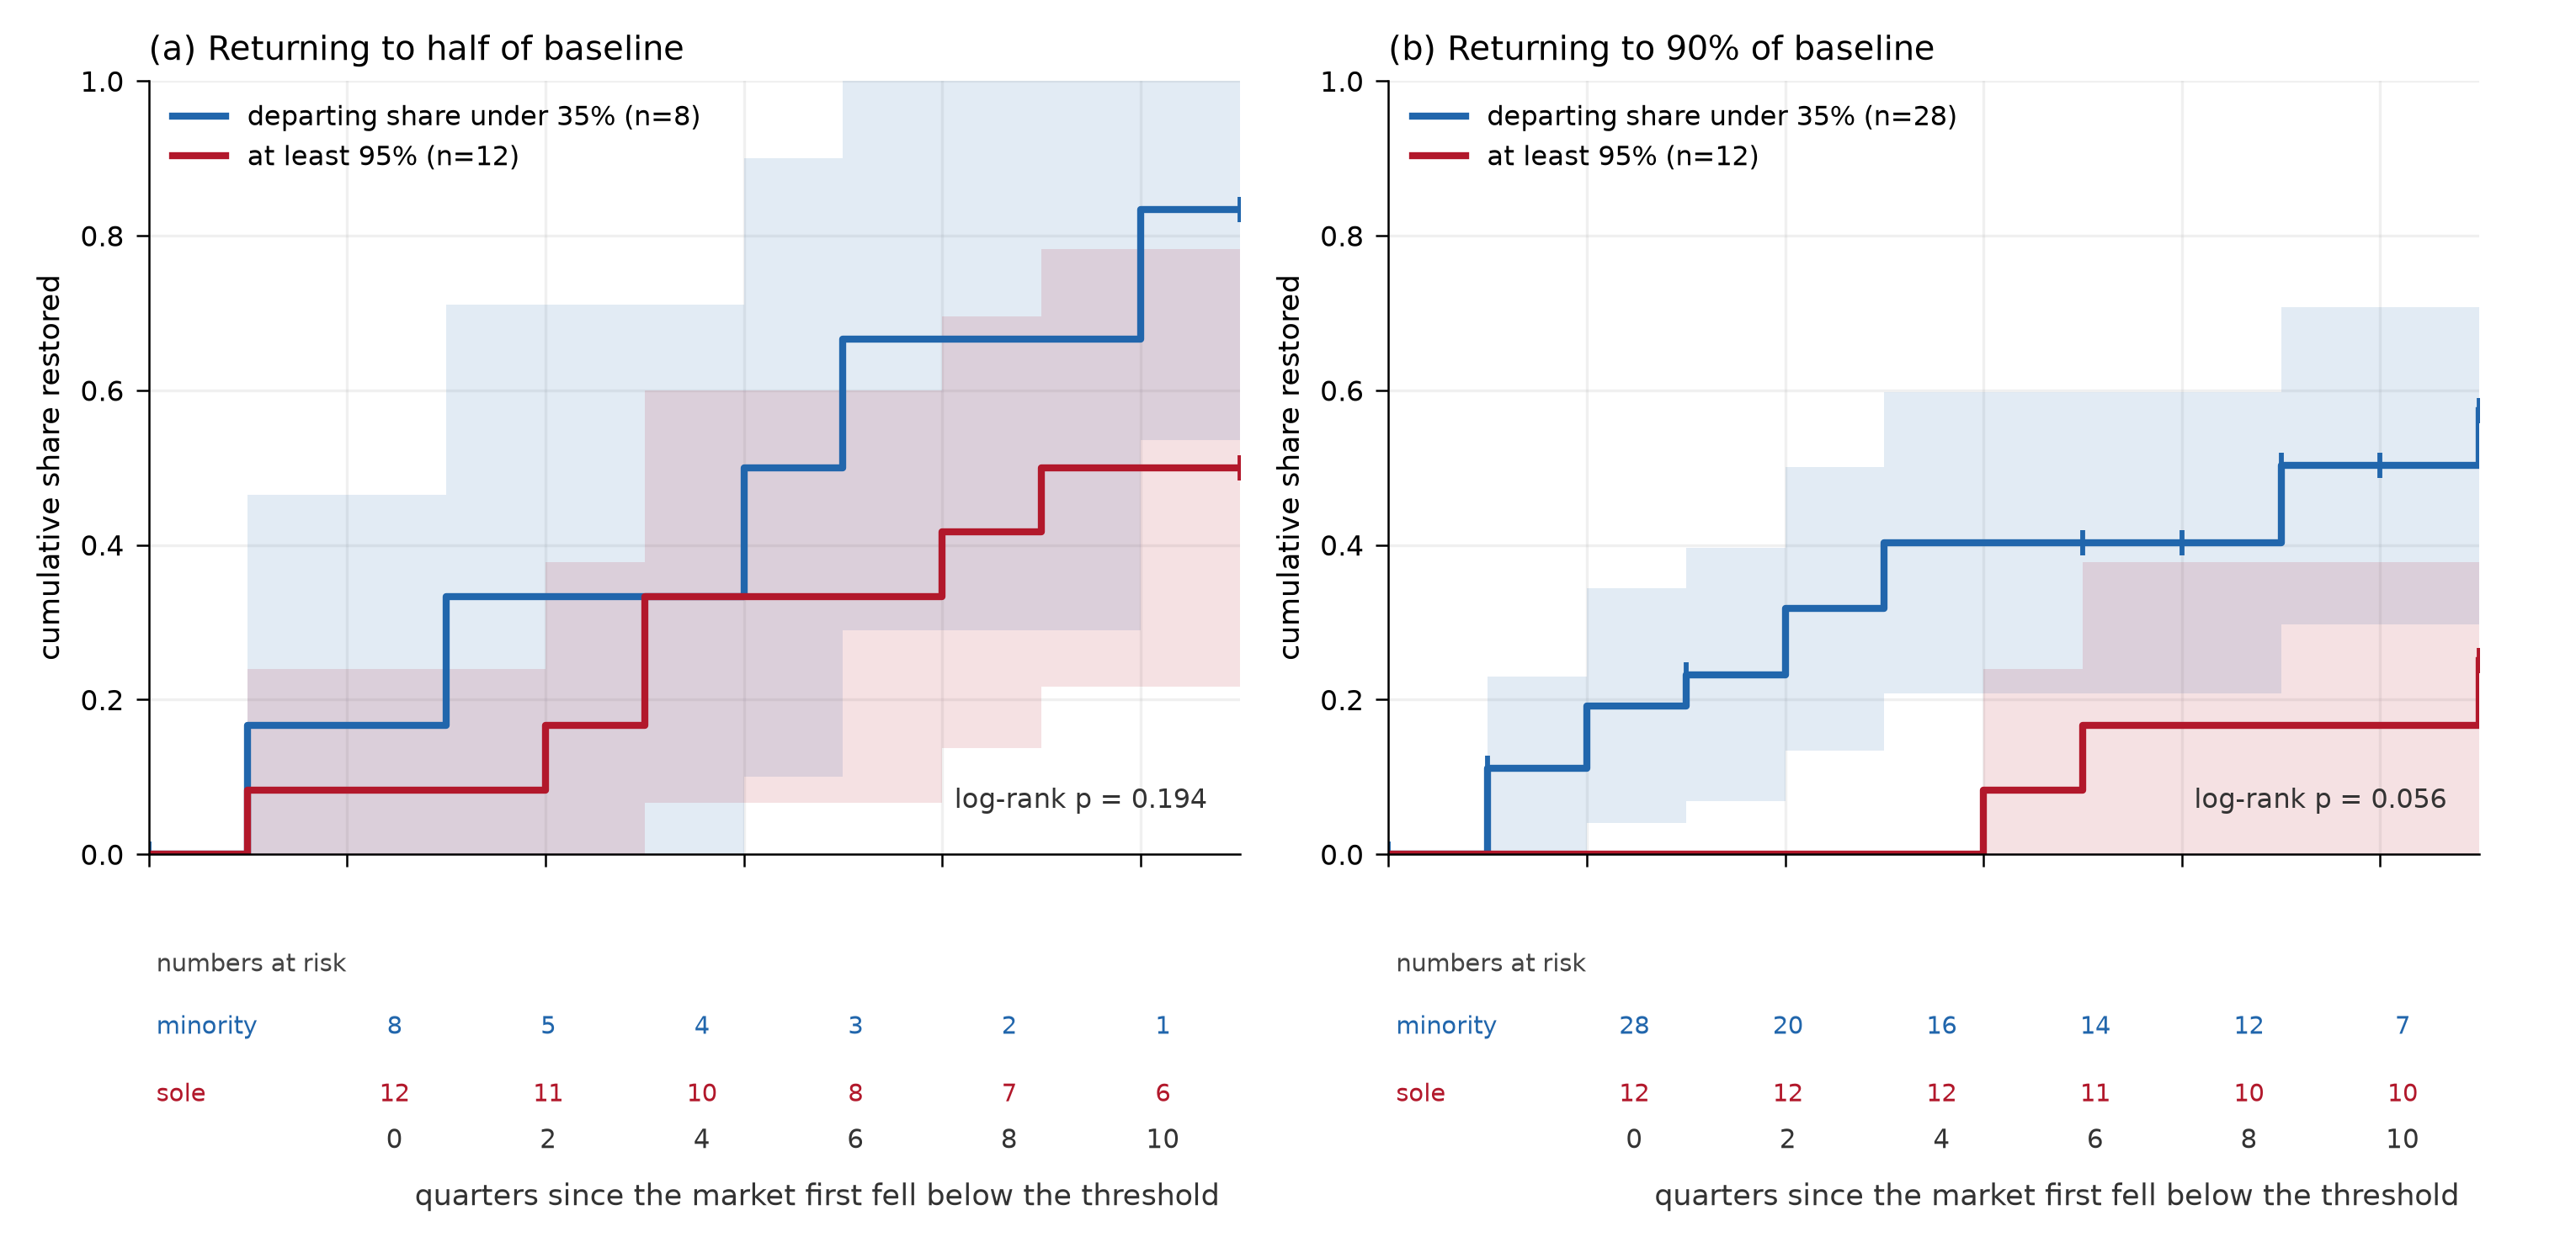 (a) Returning to half of baseline
1.0
0.8
0.6
0.4
0.2
0.0
cumulative share restored
departing share under 35% (n=8)
at least 95% (n=12)
log-rank p = 0.194
numbers at risk
minority 8 5 4 3 2 1
sole 12 11 10 8 7 6
0 2 4 6 8 10
quarters since the market first fell below the threshold
(b) Returning to 90% of baseline
1.0
0.8
0.6
0.4
0.2
0.0
cumulative share restored
departing share under 35% (n=28)
at least 95% (n=12)
log-rank p = 0.056
numbers at risk
minority 28 20 16 14 12 7
sole 12 12 12 11 10 10
0 2 4 6 8 10
quarters since the market first fell below the threshold